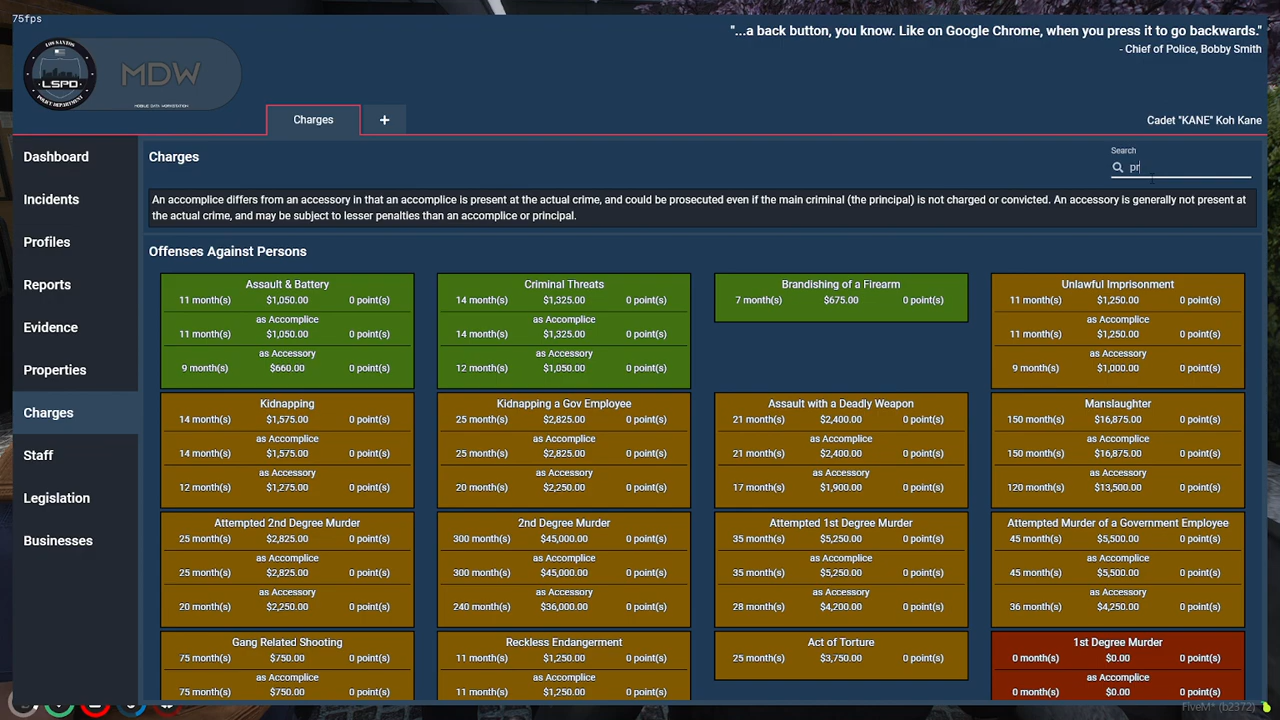 75fps
"...a back button, you know. Like on Google Chrome, when you press it to go backwards."
- Chief of Police, Bobby Smith
LOS SANTOS
LSPD
POLICE DEPARTMENT
MDW
MOBILE DATA WORKSTATION
Charges
+
Cadet "KANE" Koh Kane
Dashboard
Incidents
Profiles
Reports
Evidence
Properties
Charges
Staff
Legislation
Businesses
Charges
Search
pr
An accomplice differs from an accessory in that an accomplice is present at the actual crime, and could be prosecuted even if the main criminal (the principal) is not charged or convicted. An accessory is generally not present at
the actual crime, and may be subject to lesser penalties than an accomplice or principal.
Offenses Against Persons
Assault & Battery
11 month(s) $1,050.00 0 point(s)
as Accomplice
11 month(s) $1,050.00 0 point(s)
as Accessory
9 month(s) $660.00 0 point(s)
Criminal Threats
14 month(s) $1,325.00 0 point(s)
as Accomplice
14 month(s) $1,325.00 0 point(s)
as Accessory
12 month(s) $1,050.00 0 point(s)
Brandishing of a Firearm
7 month(s) $675.00 0 point(s)
Unlawful Imprisonment
11 month(s) $1,250.00 0 point(s)
as Accomplice
11 month(s) $1,250.00 0 point(s)
as Accessory
9 month(s) $1,000.00 0 point(s)
Kidnapping
14 month(s) $1,575.00 0 point(s)
as Accomplice
14 month(s) $1,575.00 0 point(s)
as Accessory
12 month(s) $1,275.00 0 point(s)
Kidnapping a Gov Employee
25 month(s) $2,825.00 0 point(s)
as Accomplice
25 month(s) $2,825.00 0 point(s)
as Accessory
20 month(s) $2,250.00 0 point(s)
Assault with a Deadly Weapon
21 month(s) $2,400.00 0 point(s)
as Accomplice
21 month(s) $2,400.00 0 point(s)
as Accessory
17 month(s) $1,900.00 0 point(s)
Manslaughter
150 month(s) $16,875.00 0 point(s)
as Accomplice
150 month(s) $16,875.00 0 point(s)
as Accessory
120 month(s) $13,500.00 0 point(s)
Attempted 2nd Degree Murder
25 month(s) $2,825.00 0 point(s)
as Accomplice
25 month(s) $2,825.00 0 point(s)
as Accessory
20 month(s) $2,250.00 0 point(s)
2nd Degree Murder
300 month(s) $45,000.00 0 point(s)
as Accomplice
300 month(s) $45,000.00 0 point(s)
as Accessory
240 month(s) $36,000.00 0 point(s)
Attempted 1st Degree Murder
35 month(s) $5,250.00 0 point(s)
as Accomplice
35 month(s) $5,250.00 0 point(s)
as Accessory
28 month(s) $4,200.00 0 point(s)
Attempted Murder of a Government Employee
45 month(s) $5,500.00 0 point(s)
as Accomplice
45 month(s) $5,500.00 0 point(s)
as Accessory
36 month(s) $4,250.00 0 point(s)
Gang Related Shooting
75 month(s) $750.00 0 point(s)
as Accomplice
75 month(s) $750.00 0 point(s)
Reckless Endangerment
11 month(s) $1,250.00 0 point(s)
as Accomplice
11 month(s) $1,250.00 0 point(s)
Act of Torture
25 month(s) $3,750.00 0 point(s)
1st Degree Murder
0 month(s) $0.00 0 point(s)
as Accomplice
0 month(s) $0.00 0 point(s)
FiveM* (b2372)